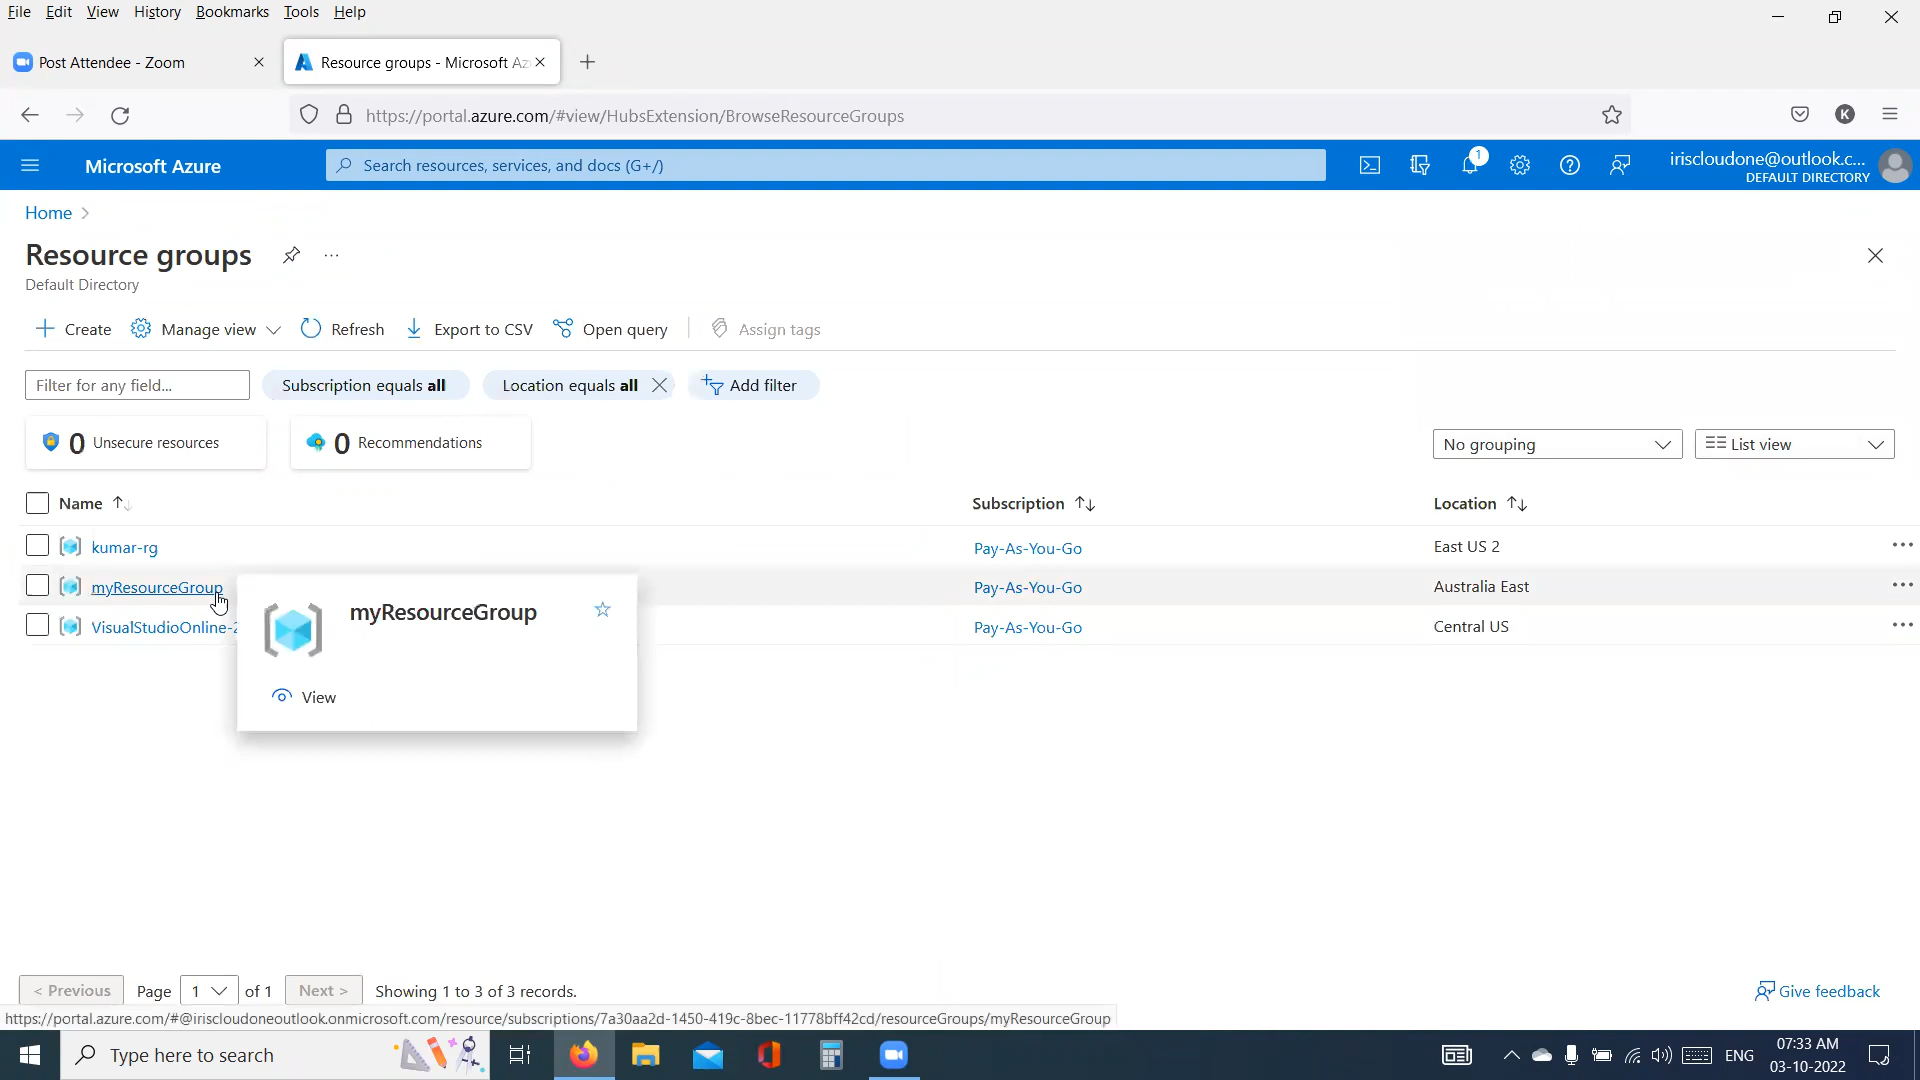 File Edit View History Bookmarks Tools Help
Post Attendee - Zoom
Resource groups - Microsoft Az
https://portal.azure.com/#view/HubsExtension/BrowseResourceGroups
K
Microsoft Azure
Search resources, services, and docs (G+/)
1
iriscloudone@outlook.c...
DEFAULT DIRECTORY
Home
Resource groups
Default Directory
Create Manage view Refresh Export to CSV Open query Assign tags
Filter for any field... Subscription equals all Location equals all Add filter
0 Unsecure resources 0 Recommendations
No grouping List view
Name Subscription Location
kumar-rg Pay-As-You-Go East US 2
myResourceGroup Pay-As-You-Go Australia East
VisualStudioOnline-2 Pay-As-You-Go Central US
myResourceGroup
View
< Previous Page 1 of 1 Next > Showing 1 to 3 of 3 records.
Give feedback
https://portal.azure.com/#@iriscloudoneoutlook.onmicrosoft.com/resource/subscriptions/7a30aa2d-1450-419c-8bec-11778bff42cd/resourceGroups/myResourceGroup
Type here to search
ENG
07:33 AM
03-10-2022